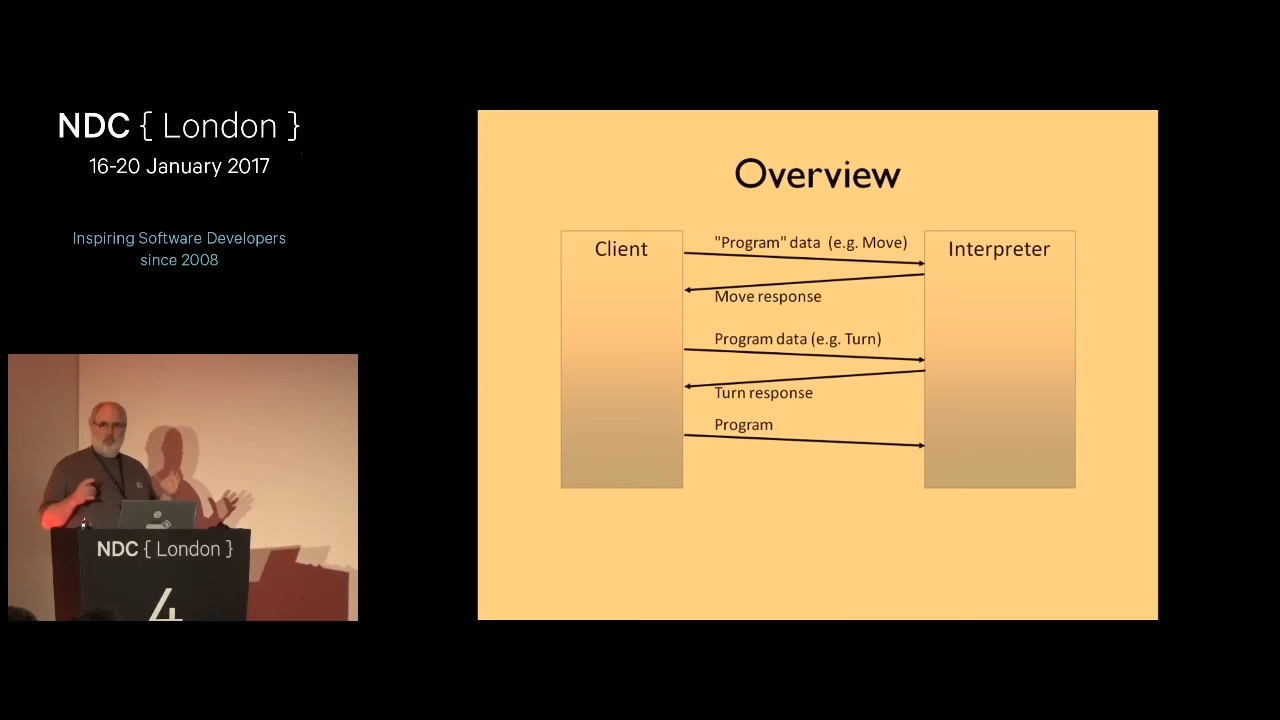 NDC { London }
16-20 January 2017
Inspiring Software Developers
since 2008
Overview
Client
"Program" data (e.g. Move)
Interpreter
Move response
Program data (e.g. Turn)
Turn response
Program
NDC { London }
4